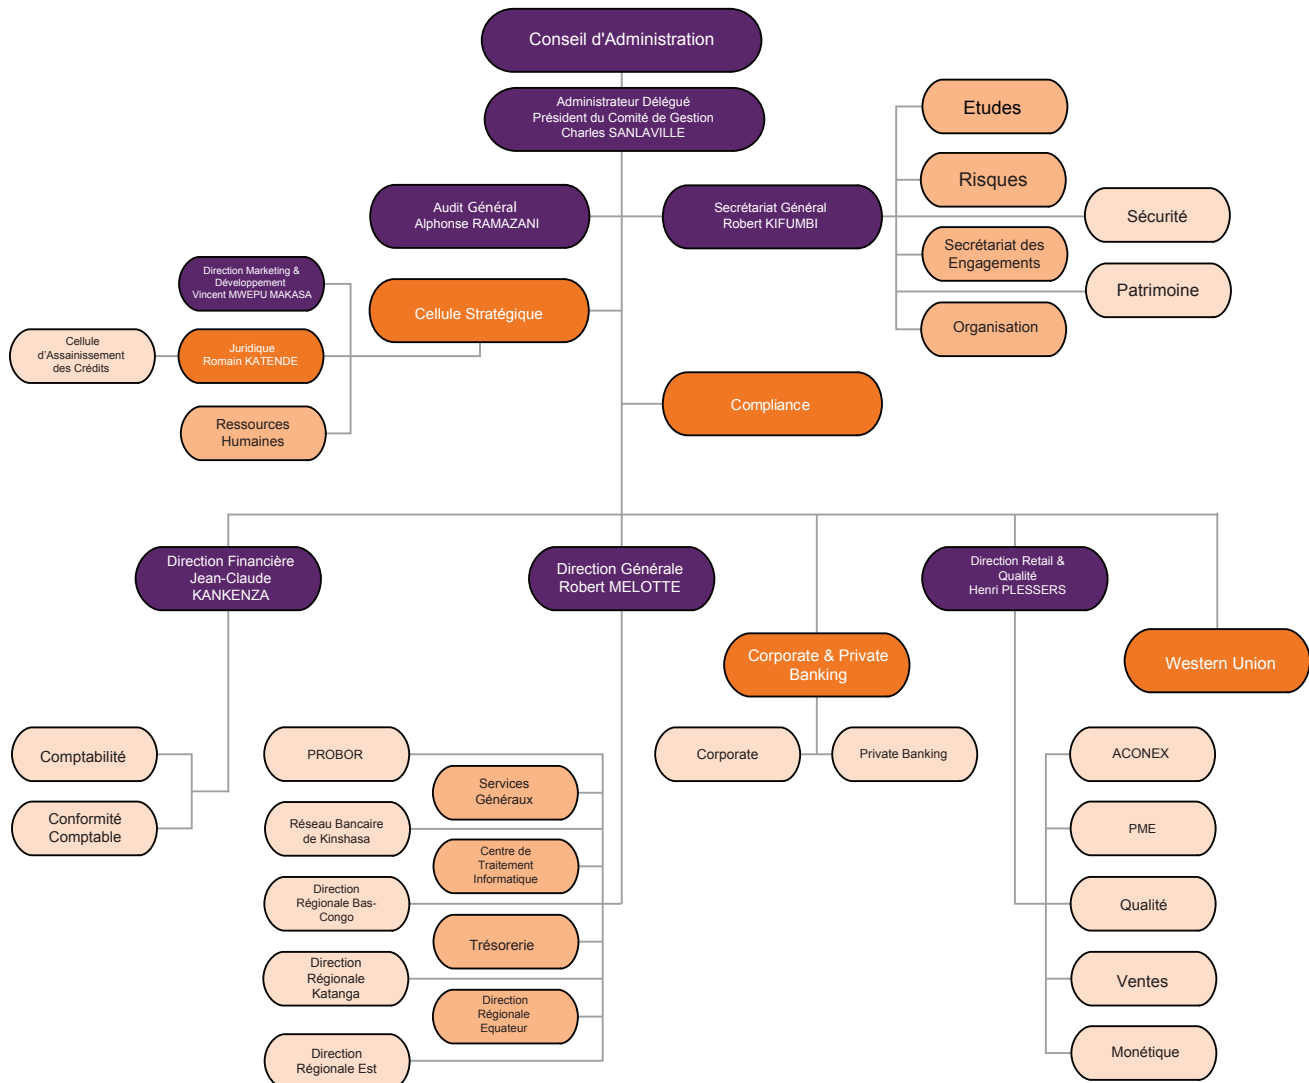 Conseil d'Administration
Administrateur Délégué
Président du Comité de Gestion
Charles SANLAVILLE
Etudes
Risques
Audit Général
Alphonse RAMAZANI
Secrétariat Général
Robert KIFUMBI
Sécurité
Secrétariat des
Engagements
Direction Marketing &
Développement
Vincent MWEPU MAKASA
Patrimoine
Cellule Stratégique
Organisation
Cellule
d'Assainissement
des Crédits
Juridique
Romain KATENDE
Compliance
Ressources
Humaines
Direction Financière
Jean-Claude
KANKENZA
Direction Générale
Robert MELOTTE
Direction Retail &
Qualité
Henri PLESSERS
Corporate & Private
Banking
Western Union
Comptabilité
PROBOR
Corporate
Private Banking
ACONEX
Services
Généraux
Conformité
Comptable
Réseau Bancaire
de Kinshasa
PME
Centre de
Traitement
Informatique
Direction
Régionale Bas-
Congo
Qualité
Trésorerie
Direction
Régionale
Katanga
Ventes
Direction
Régionale
Equateur
Direction
Régionale Est
Monétique